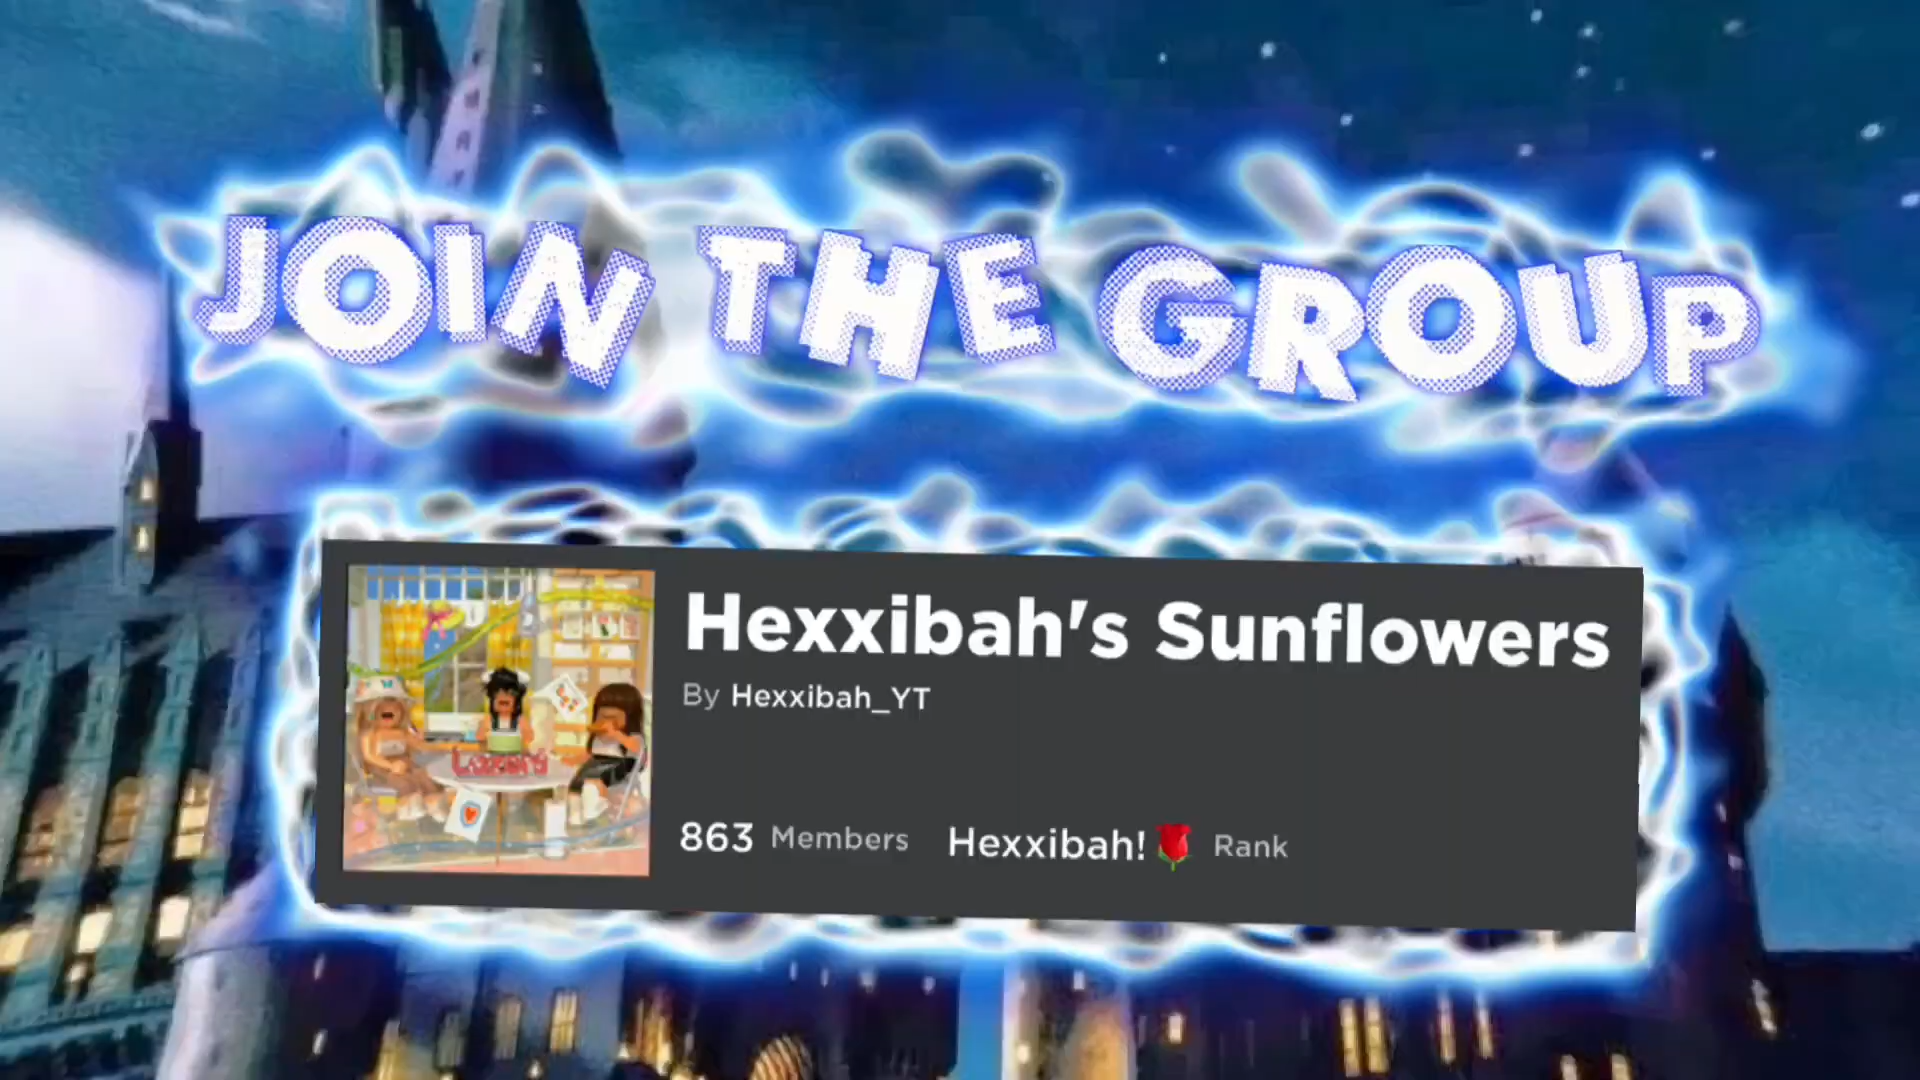 JOIN THE GROUP
Hexxibah's Sunflowers
By Hexxibah_YT
863 Members Hexxibah!🌹 Rank